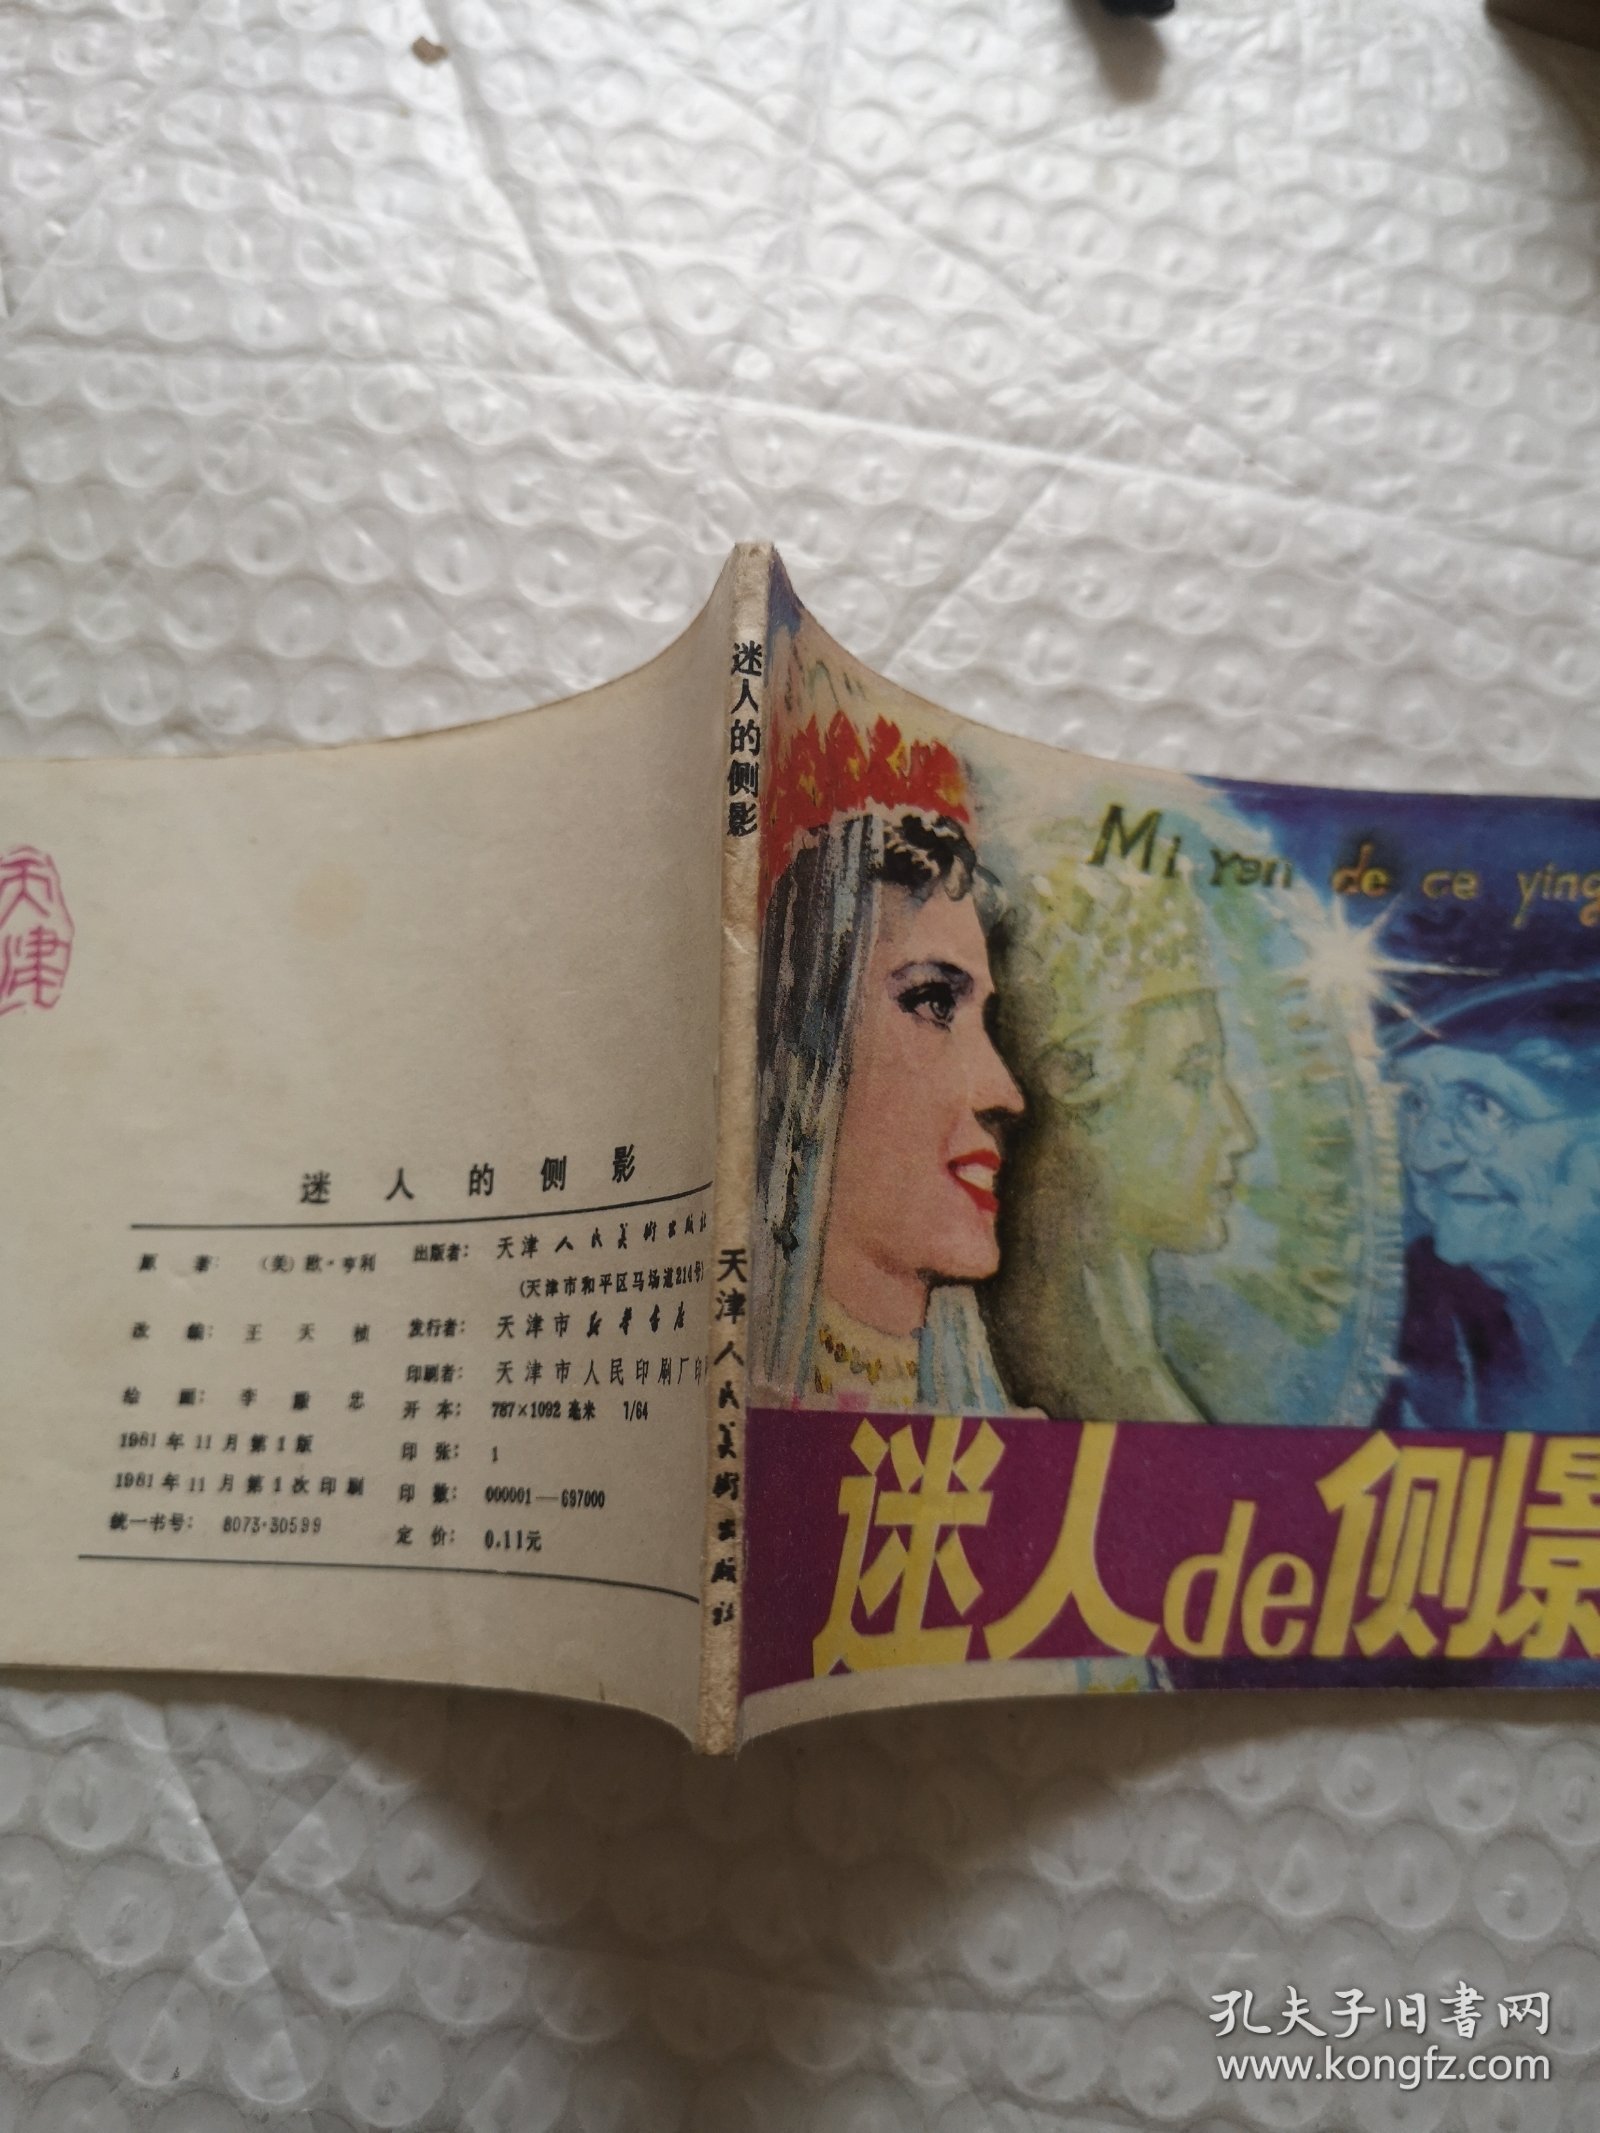 天津
迷人的侧影
原著: (美) 欧·亨利
改编: 王天桢
绘画: 李
1981年11月第1版
1981年11月第1次印刷
统一书号: 8073·30599
出版者: 天津人民美術出版社
(天津市和平区马场道214号)
发行者: 天津市新华书店
印刷者: 天津市人民印刷厂印
开本: 787×1092毫米 1/64
印张: 1
印数: 000001—697000
定价: 0.11元
迷人的侧影
天津人民美術出版社
Mi ren de ce ying
迷人de侧影
孔夫子旧书网
www.kongfz.com